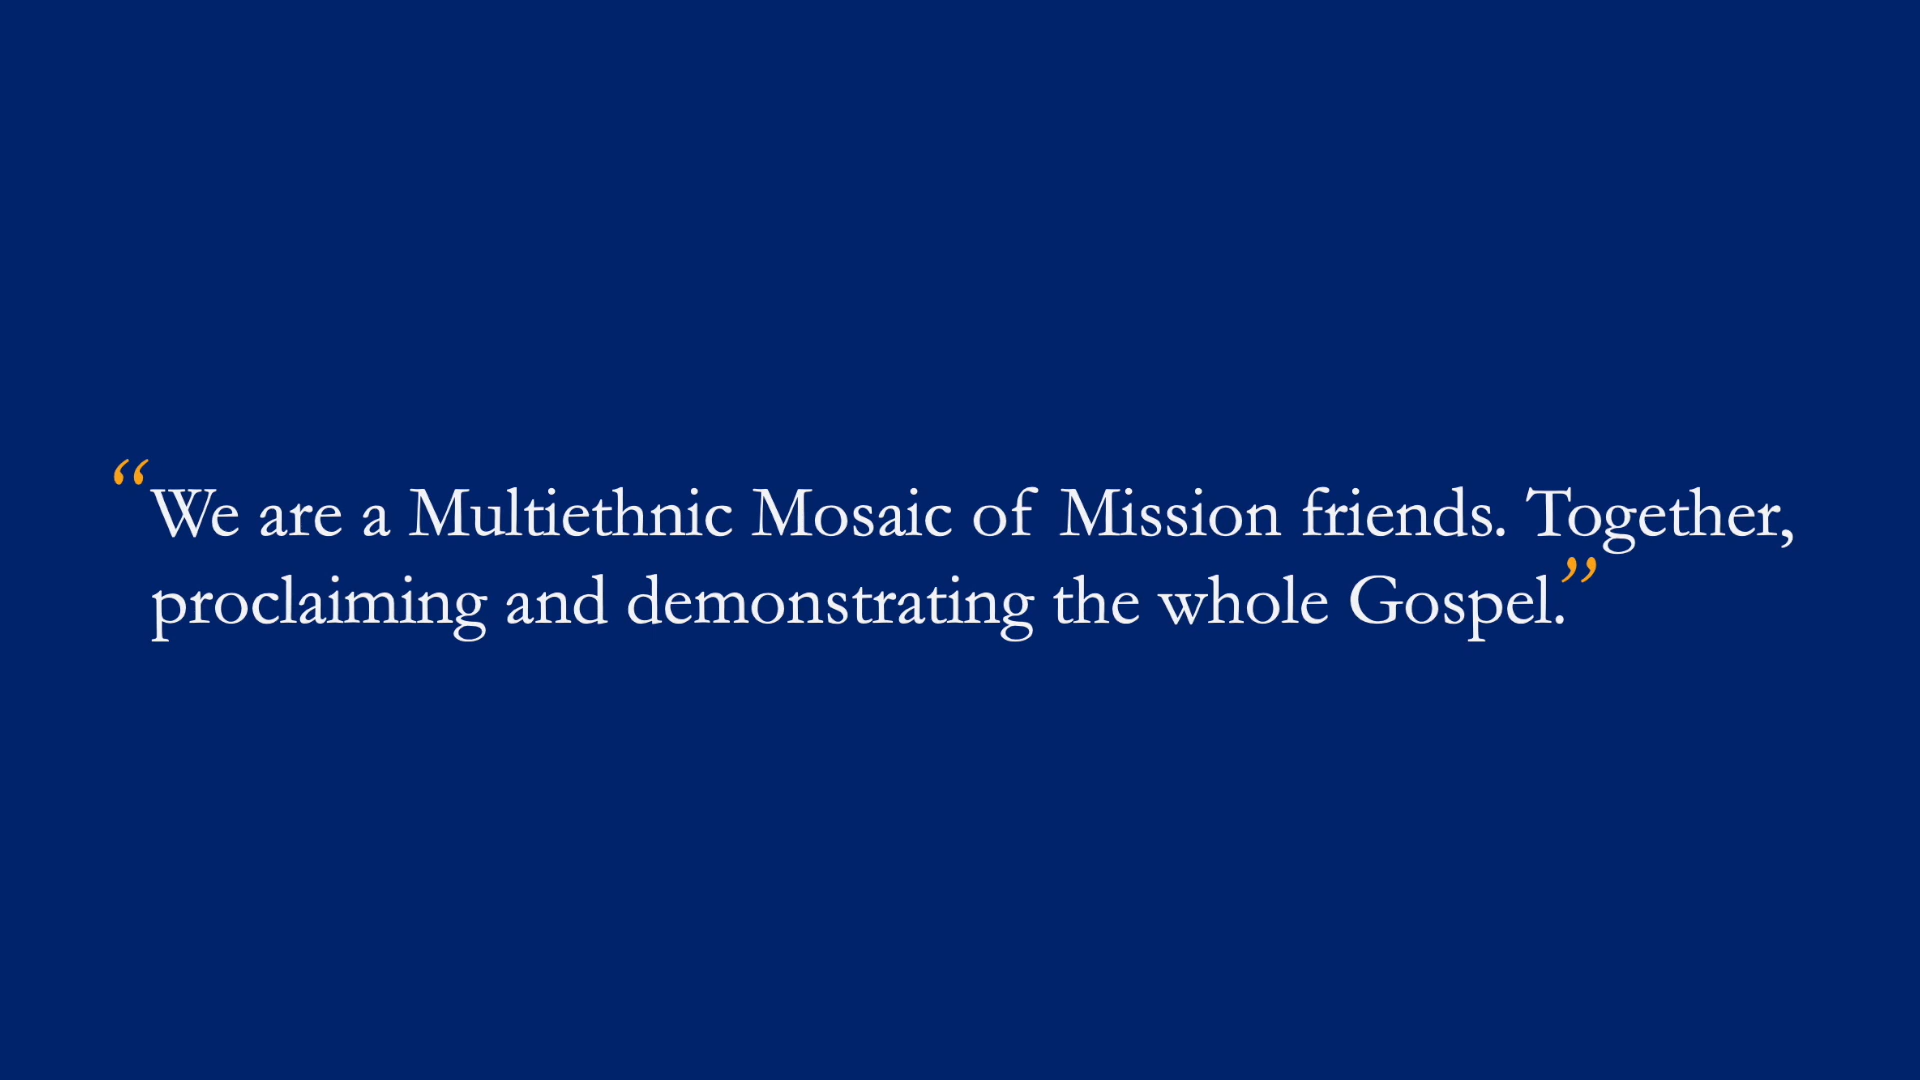 “We are a Multiethnic Mosaic of Mission friends. Together,
proclaiming and demonstrating the whole Gospel.”